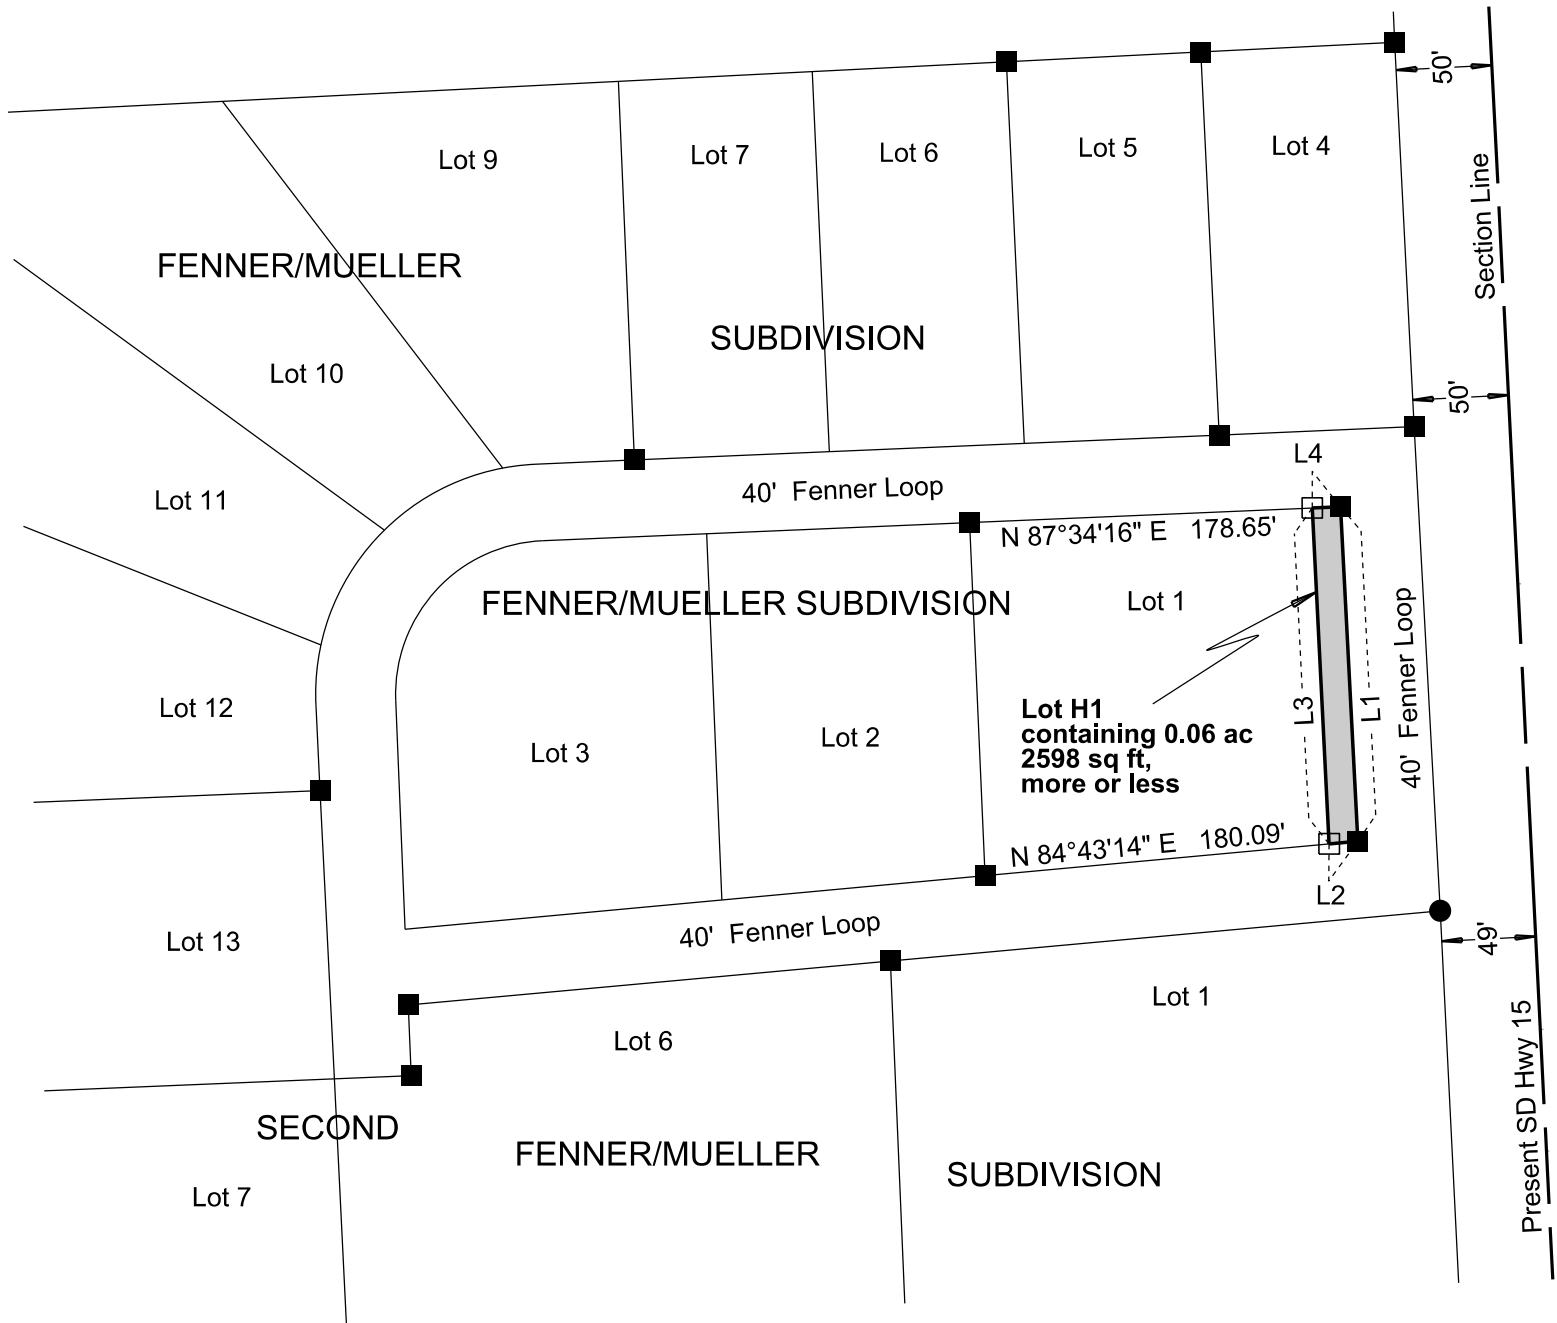 50'
Lot 9
Lot 7
Lot 6
Lot 5
Lot 4
Section Line
FENNER/MUELLER
SUBDIVISION
Lot 10
50'
L4
Lot 11
40' Fenner Loop
N 87°34'16" E 178.65'
FENNER/MUELLER SUBDIVISION
Lot 1
40' Fenner Loop
Lot 12
Lot H1
containing 0.06 ac
2598 sq ft,
more or less
L3
L1
Lot 3
Lot 2
N 84°43'14" E 180.09'
L2
40' Fenner Loop
Lot 13
49'
Lot 1
Lot 6
Present SD Hwy 15
SECOND
FENNER/MUELLER
SUBDIVISION
Lot 7